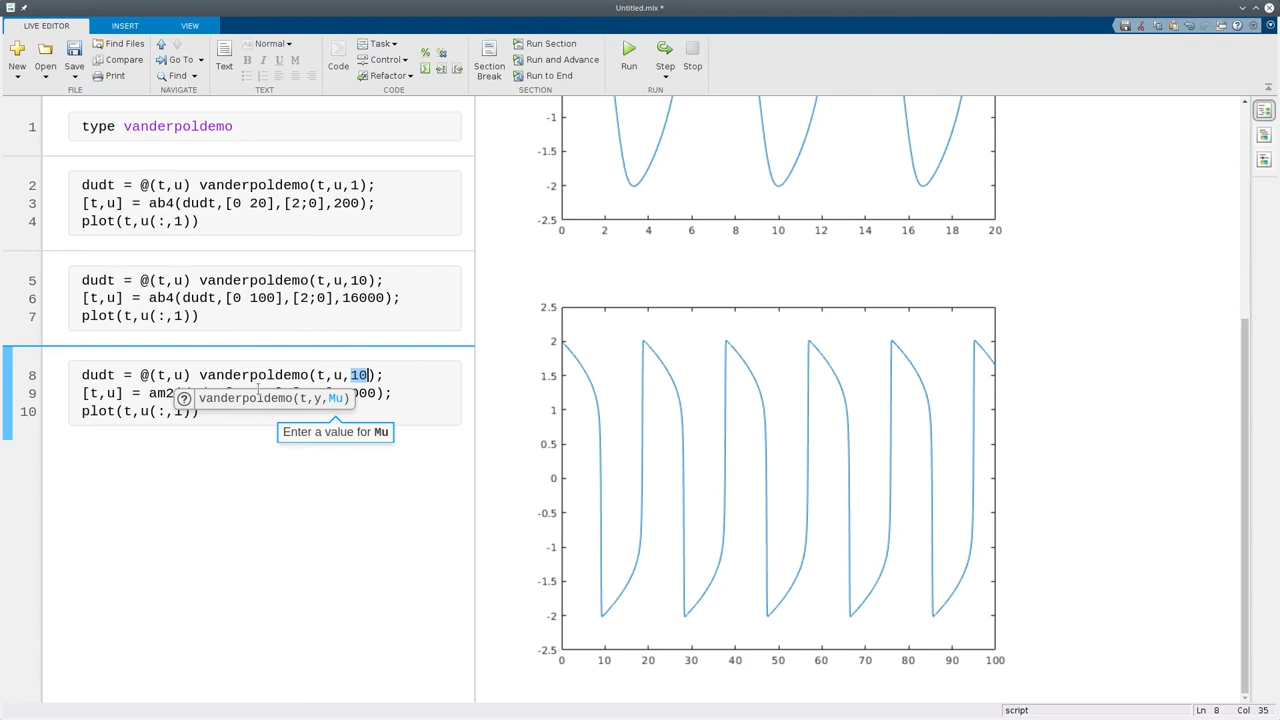 Untitled.mlx *
LIVE EDITOR INSERT VIEW
New Open Save Find Files Compare Print
Go To Find
Text Normal B I U M
Code Task Control Refactor
Section Break Run Section Run and Advance Run to End
Run Step Stop
FILE NAVIGATE TEXT CODE SECTION RUN
1 type vanderpoldemo
2 dudt = @(t,u) vanderpoldemo(t,u,1);
3 [t,u] = ab4(dudt,[0 20],[2;0],200);
4 plot(t,u(:,1))
5 dudt = @(t,u) vanderpoldemo(t,u,10);
6 [t,u] = ab4(dudt,[0 100],[2;0],16000);
7 plot(t,u(:,1))
8 dudt = @(t,u) vanderpoldemo(t,u,10);
9 [t,u] = am2 000);
vanderpoldemo(t,y,Mu)
10 plot(t,u(:,1))
Enter a value for Mu
-1
-1.5
-2
-2.5
0 2 4 6 8 10 12 14 16 18 20
2.5
2
1.5
1
0.5
0
-0.5
-1
-1.5
-2
-2.5
0 10 20 30 40 50 60 70 80 90 100
script Ln 8 Col 35